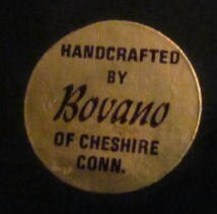 HANDCRAFTED
BY
Bovano
OF CHESHIRE
CONN.